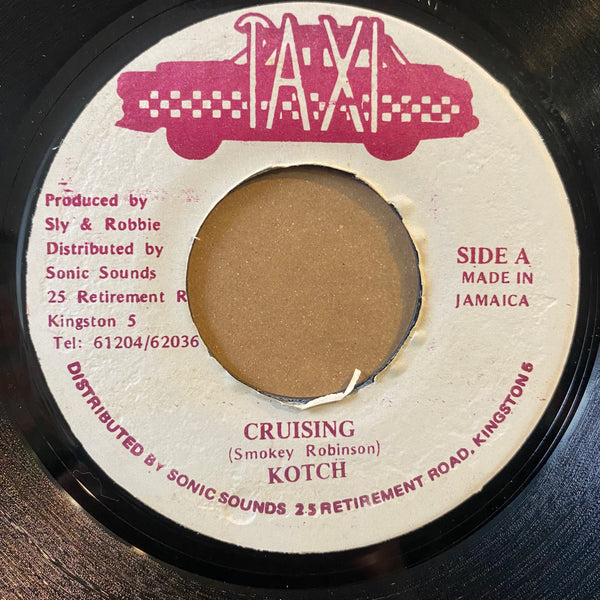 TAXI
Produced by
Sly & Robbie
Distributed by
Sonic Sounds
25 Retirement R
Kingston 5
Tel: 61204/62036
SIDE A
MADE IN
JAMAICA
CRUISING
(Smokey Robinson)
KOTCH
DISTRIBUTED BY SONIC SOUNDS 25 RETIREMENT ROAD, KINGSTON 5